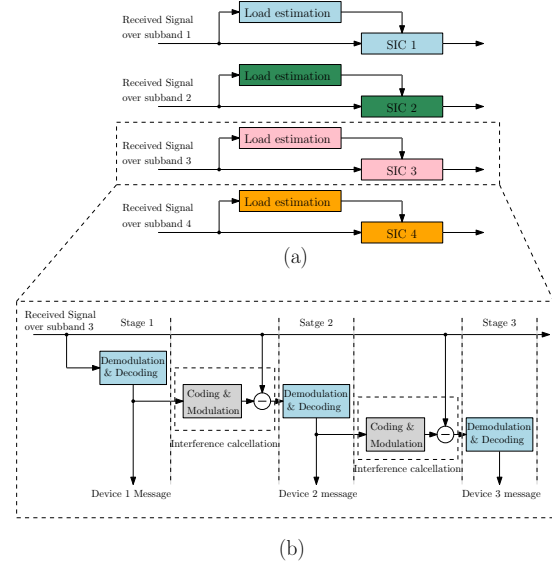 Received Signal
over subband 1
Load estimation
SIC 1
Received Signal
over subband 2
Load estimation
SIC 2
Received Signal
over subband 3
Load estimation
SIC 3
Received Signal
over subband 4
Load estimation
SIC 4
(a)
Received Signal
over subband 3
Stage 1
Satge 2
Stage 3
Demodulation
& Decoding
Coding &
Modulation
Demodulation
& Decoding
Coding &
Modulation
Demodulation
& Decoding
Interference calcellation
Interference calcellation
Device 1 Message
Device 2 message
Device 3 message
(b)